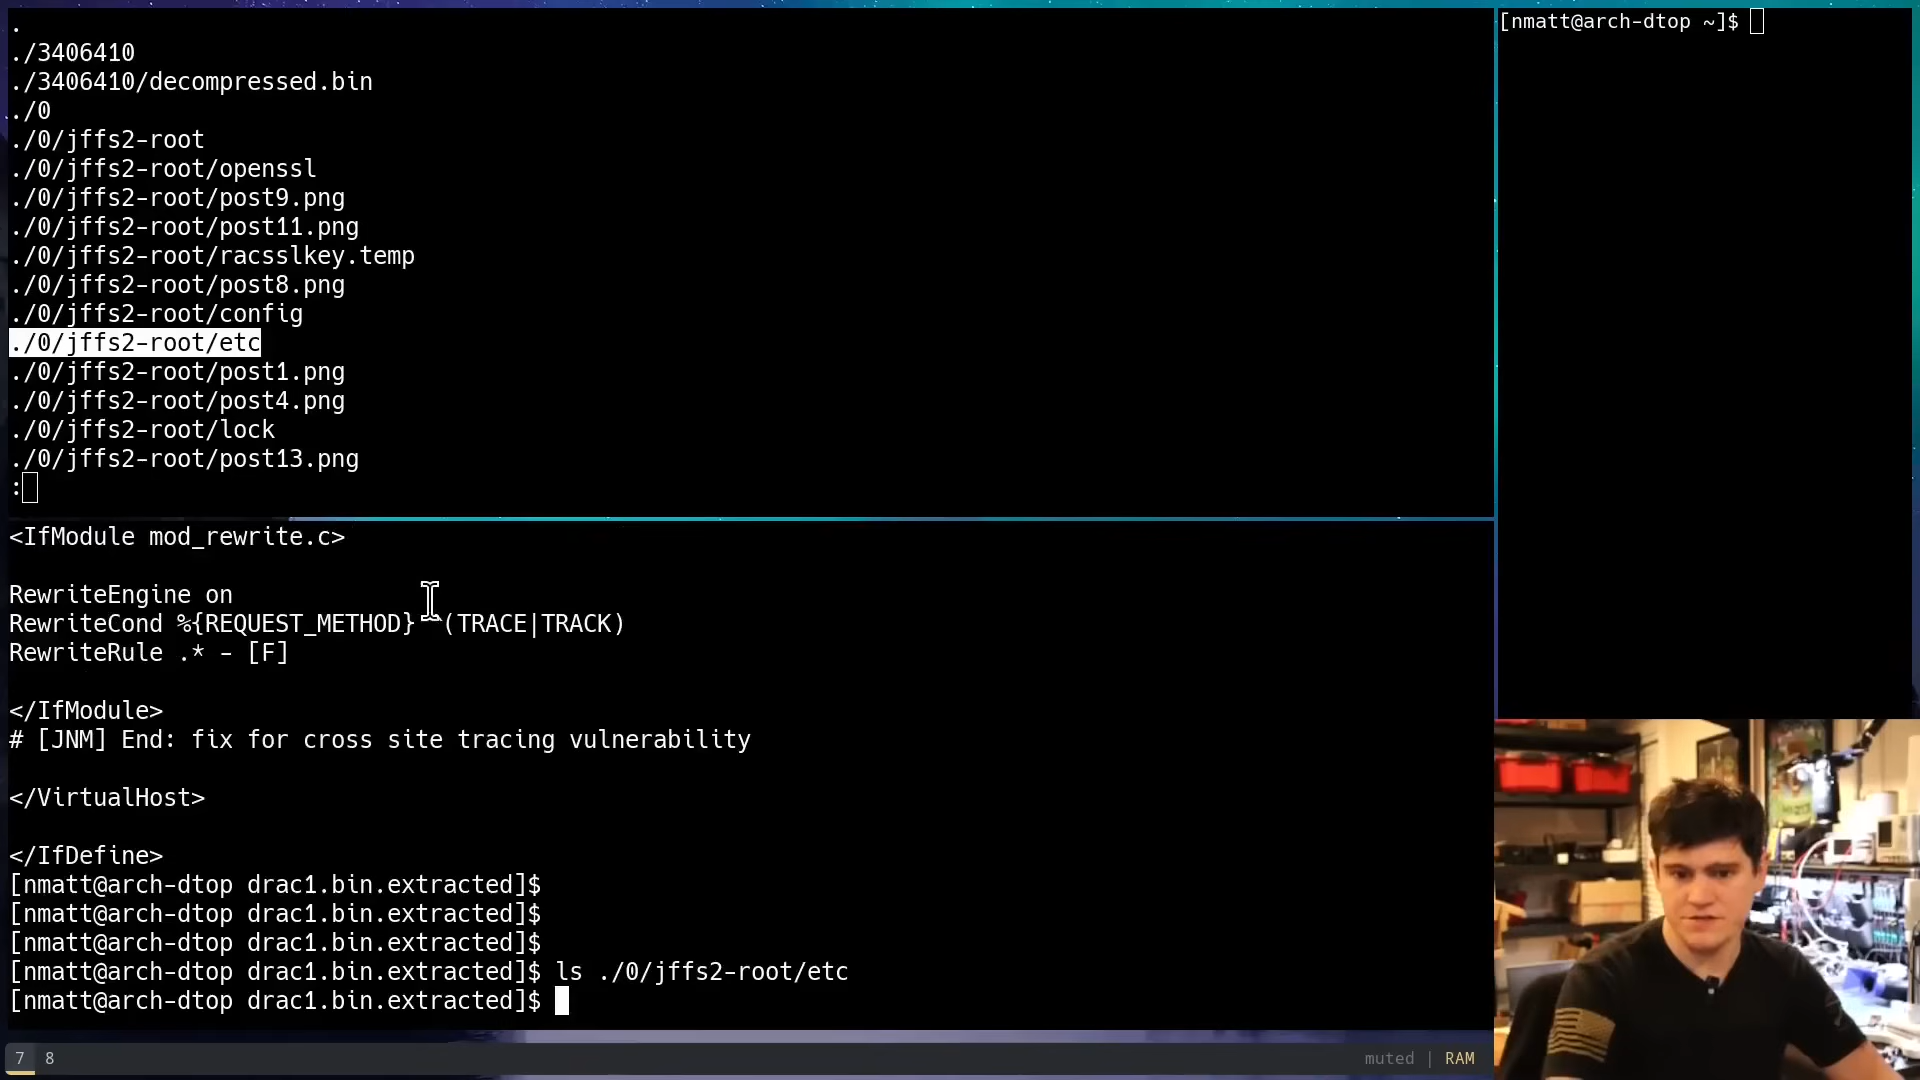 .
./3406410
./3406410/decompressed.bin
./0
./0/jffs2-root
./0/jffs2-root/openssl
./0/jffs2-root/post9.png
./0/jffs2-root/post11.png
./0/jffs2-root/racsslkey.temp
./0/jffs2-root/post8.png
./0/jffs2-root/config
./0/jffs2-root/etc
./0/jffs2-root/post1.png
./0/jffs2-root/post4.png
./0/jffs2-root/lock
./0/jffs2-root/post13.png
:
<IfModule mod_rewrite.c>
RewriteEngine on
RewriteCond %{REQUEST_METHOD} ^(TRACE|TRACK)
RewriteRule .* - [F]
</IfModule>
# [JNM] End: fix for cross site tracing vulnerability
</VirtualHost>
</IfDefine>
[nmatt@arch-dtop drac1.bin.extracted]$
[nmatt@arch-dtop drac1.bin.extracted]$
[nmatt@arch-dtop drac1.bin.extracted]$
[nmatt@arch-dtop drac1.bin.extracted]$ ls ./0/jffs2-root/etc
[nmatt@arch-dtop drac1.bin.extracted]$
[nmatt@arch-dtop ~]$
7 8
muted | RAM